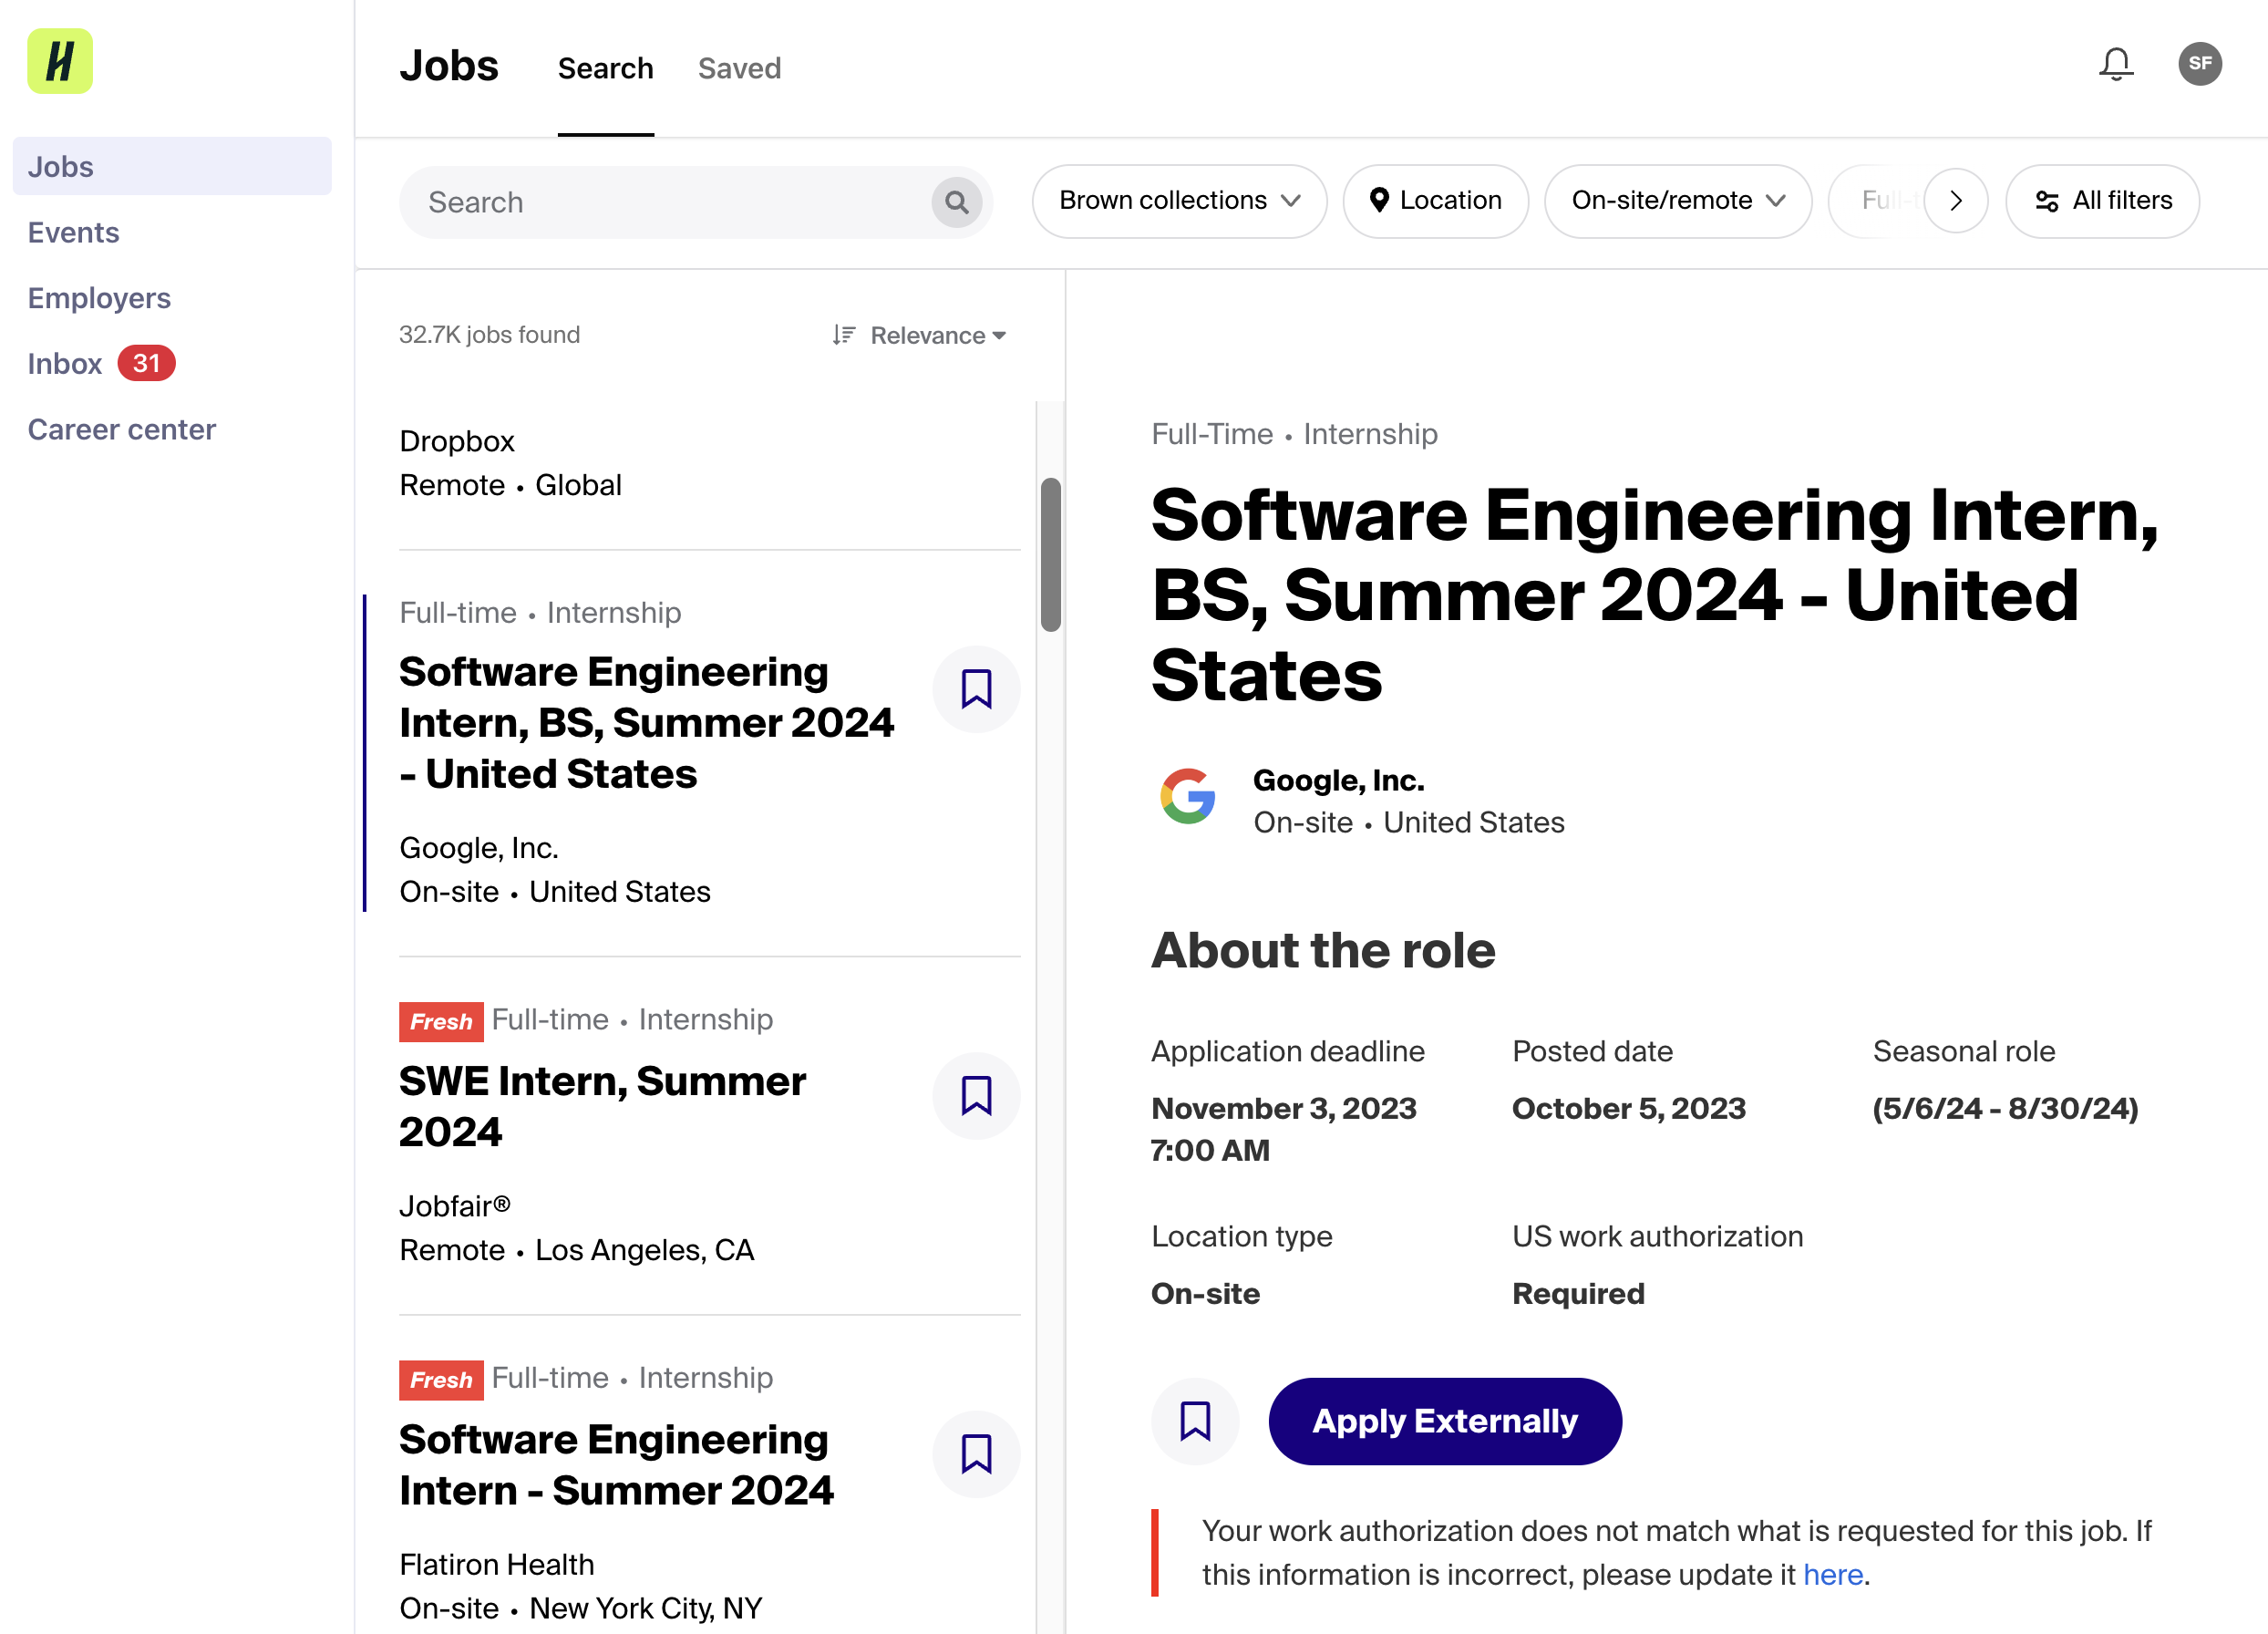 H
Jobs
Events
Employers
Inbox 31
Career center
Jobs Search Saved
SF
Search
Brown collections
Location
On-site/remote
All filters
32.7K jobs found
Relevance
Dropbox
Remote • Global
Full-time • Internship
Software Engineering
Intern, BS, Summer 2024
- United States
Google, Inc.
On-site • United States
Fresh Full-time • Internship
SWE Intern, Summer
2024
Jobfair®
Remote • Los Angeles, CA
Fresh Full-time • Internship
Software Engineering
Intern - Summer 2024
Flatiron Health
On-site • New York City, NY
Full-Time • Internship
Software Engineering Intern,
BS, Summer 2024 - United
States
Google, Inc.
On-site • United States
About the role
Application deadline
November 3, 2023
7:00 AM
Posted date
October 5, 2023
Seasonal role
(5/6/24 - 8/30/24)
Location type
On-site
US work authorization
Required
Apply Externally
Your work authorization does not match what is requested for this job. If
this information is incorrect, please update it here.